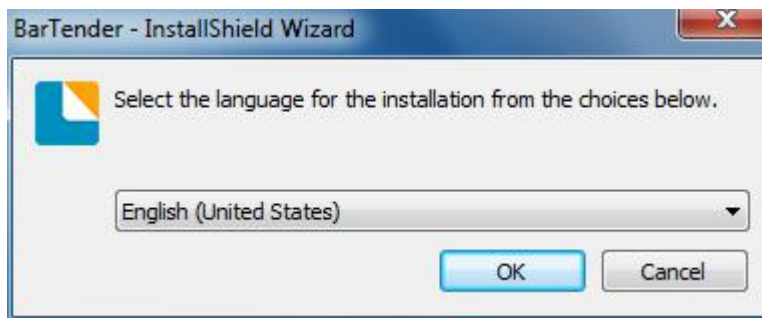 BarTender - InstallShield Wizard
Select the language for the installation from the choices below.
English (United States)
OK Cancel